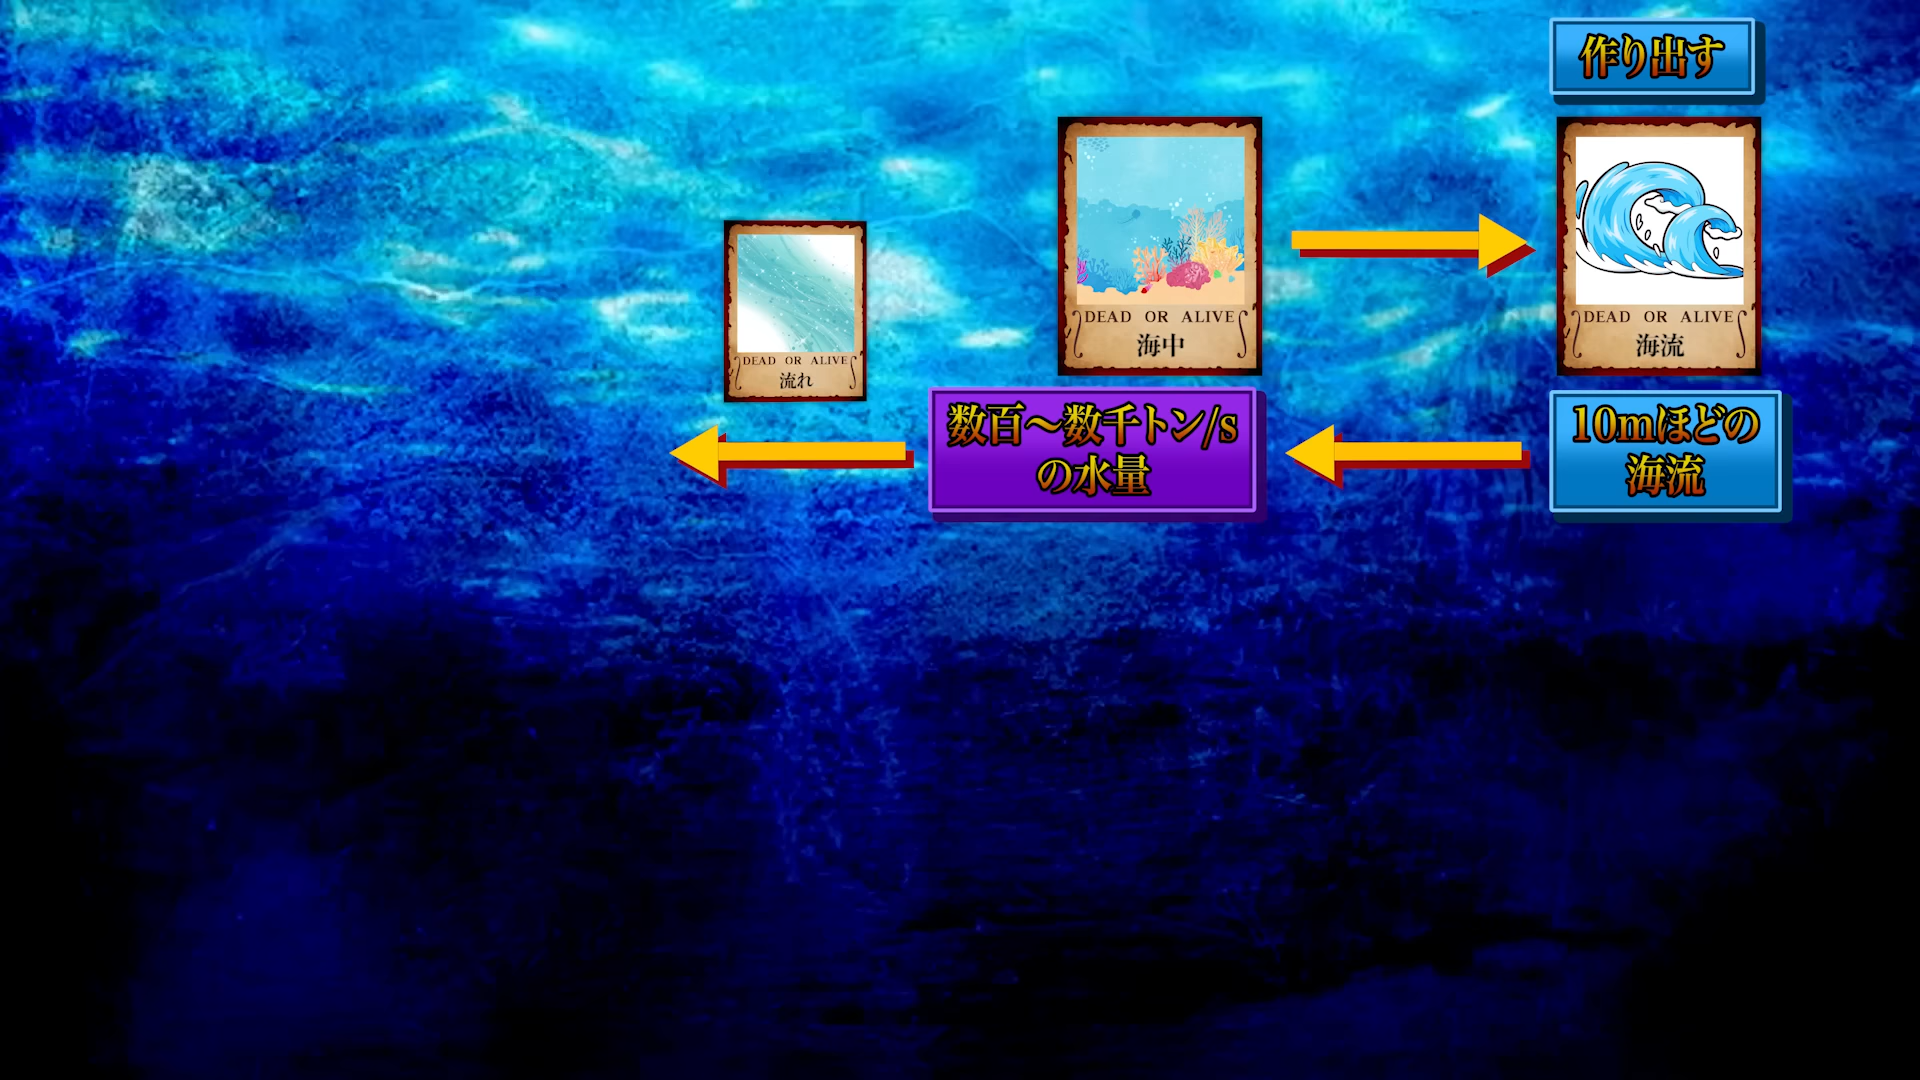 作り出す
DEAD OR ALIVE
海中
DEAD OR ALIVE
海流
DEAD OR ALIVE
流れ
数百～数千トン/s
の水量
10mほどの
海流